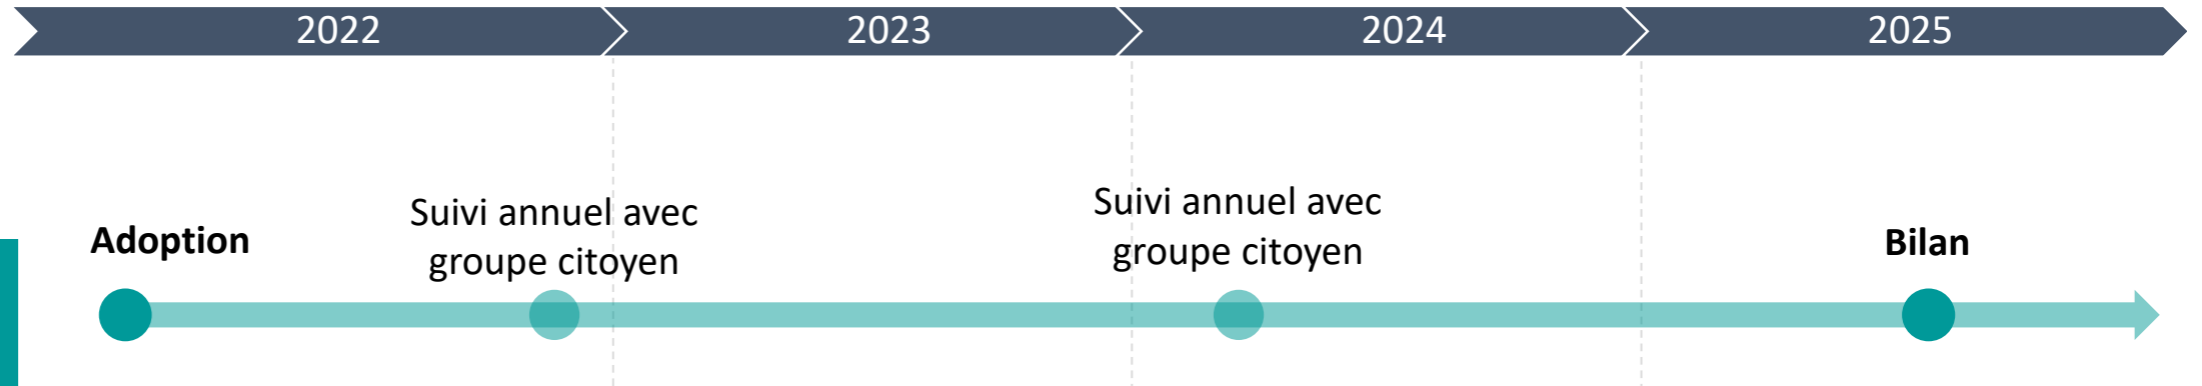 2022
2023
2024
2025
Adoption
Suivi annuel avec
groupe citoyen
Suivi annuel avec
groupe citoyen
Bilan